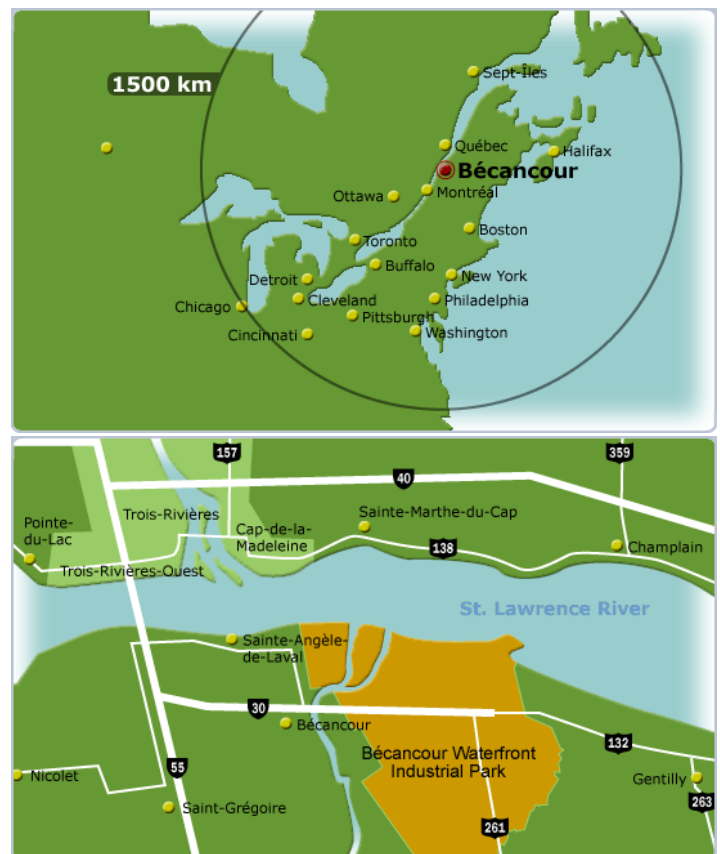 1500 km
Sept-Îles
Québec
Halifax
Bécancour
Montréal
Ottawa
Boston
Toronto
Buffalo
New York
Detroit
Cleveland
Philadelphia
Chicago
Pittsburgh
Cincinnati
Washington
157
359
40
Trois-Rivières
Sainte-Marthe-du-Cap
Pointe-
du-Lac
Cap-de-la-
Madeleine
138
Champlain
Trois-Rivières-Ouest
St. Lawrence River
Sainte-Angèle-
de-Laval
30
Bécancour
132
Bécancour Waterfront
Industrial Park
55
Nicolet
Gentilly
Saint-Grégoire
263
261